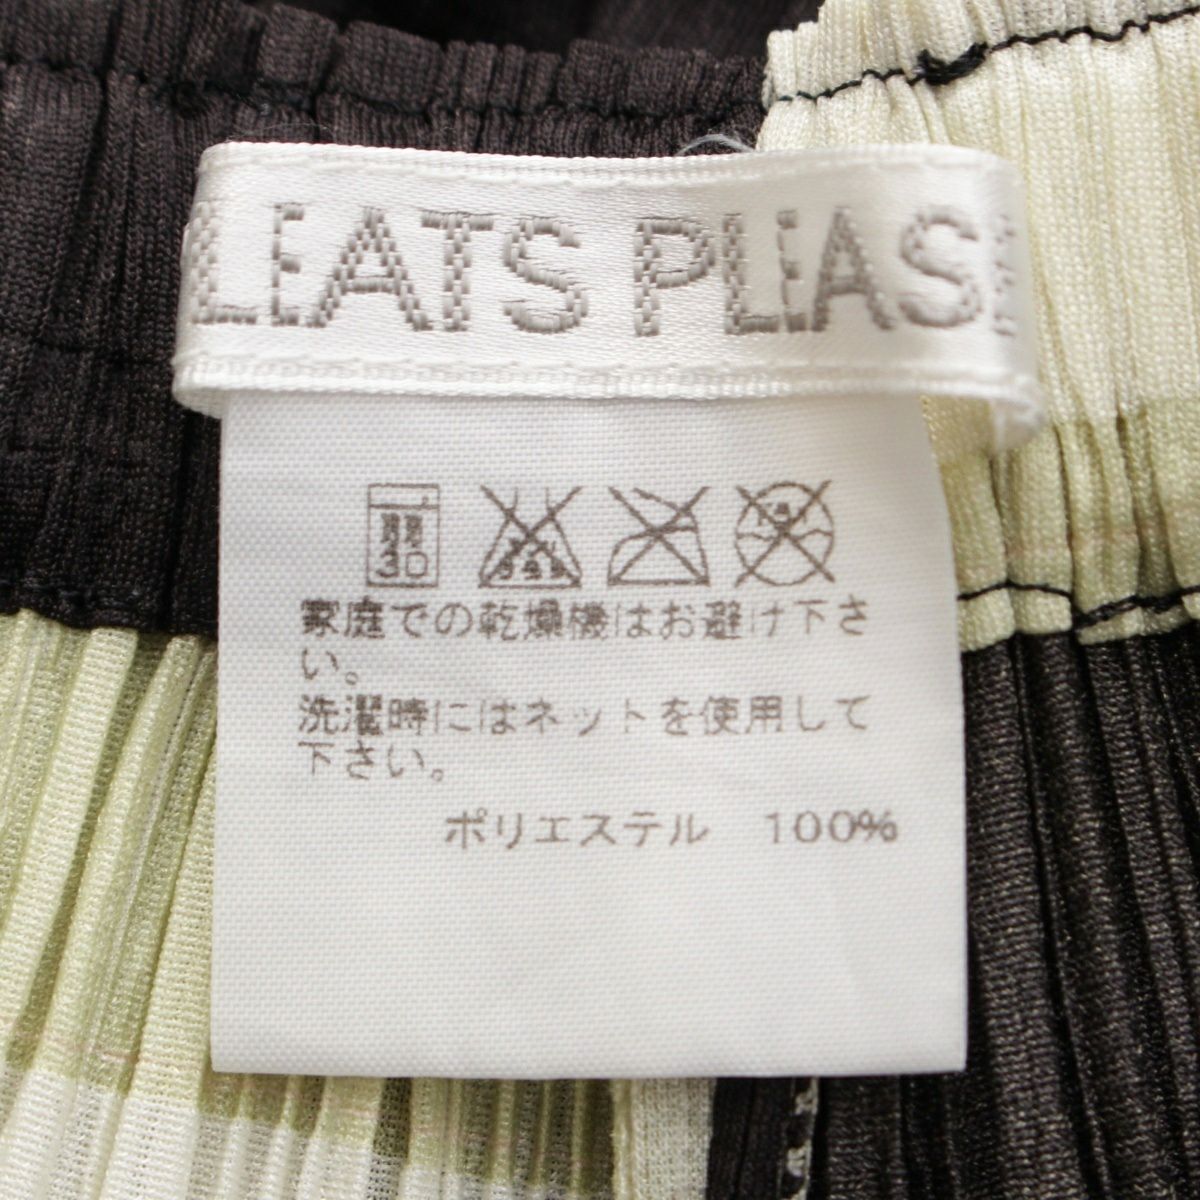 LEATS PLEAS
弱
30
家庭での乾燥機はお避け下さ
い。
洗濯時にはネットを使用して
下さい。
ポリエステル 100%